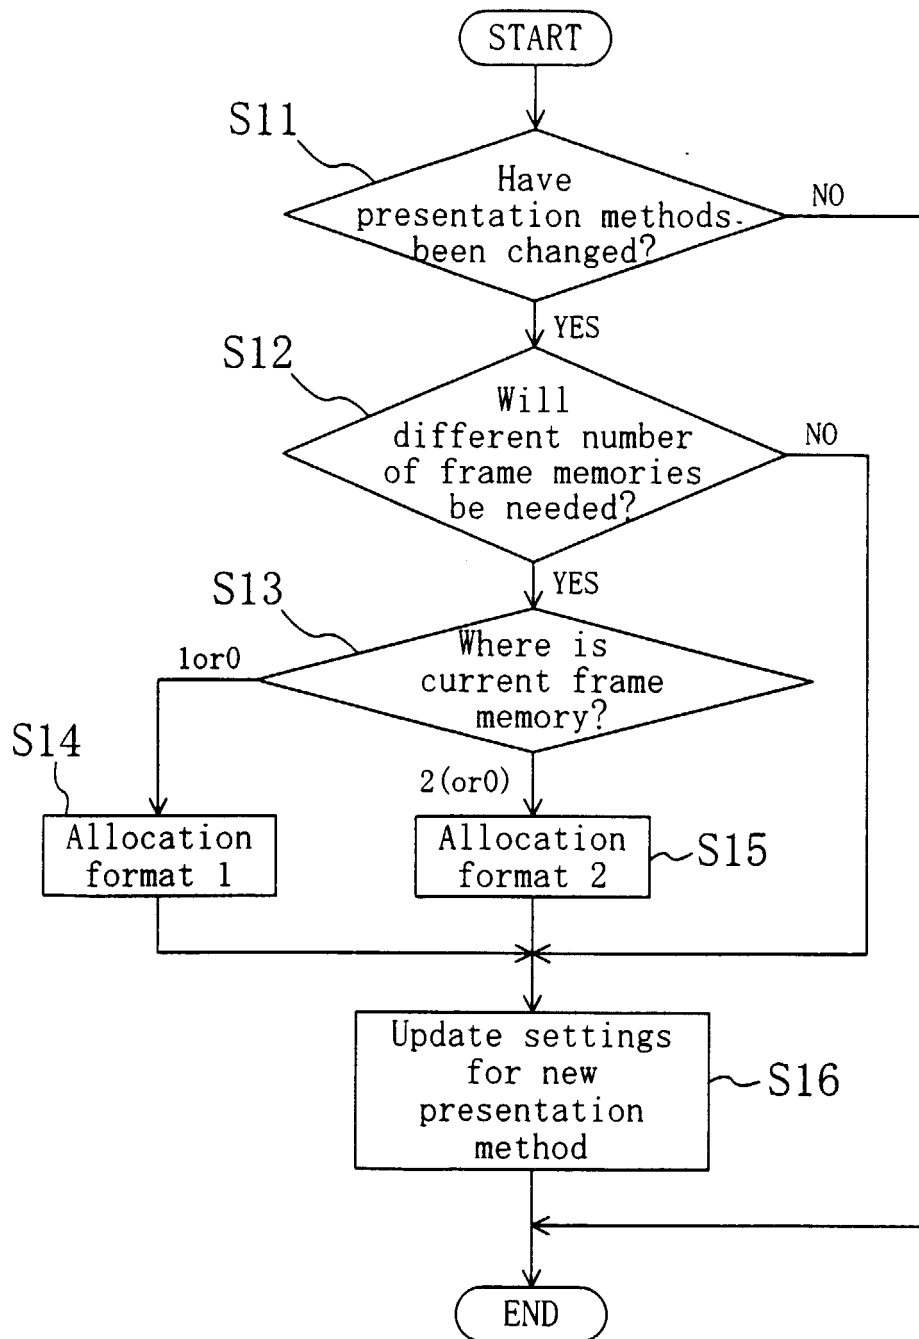 START
S11
Have
presentation methods
been changed?
NO
YES
S12
Will
different number
of frame memories
be needed?
NO
YES
S13
Where is
current frame
memory?
1or0
2(or0)
S14
Allocation
format 1
Allocation
format 2
S15
Update settings
for new
presentation
method
S16
END